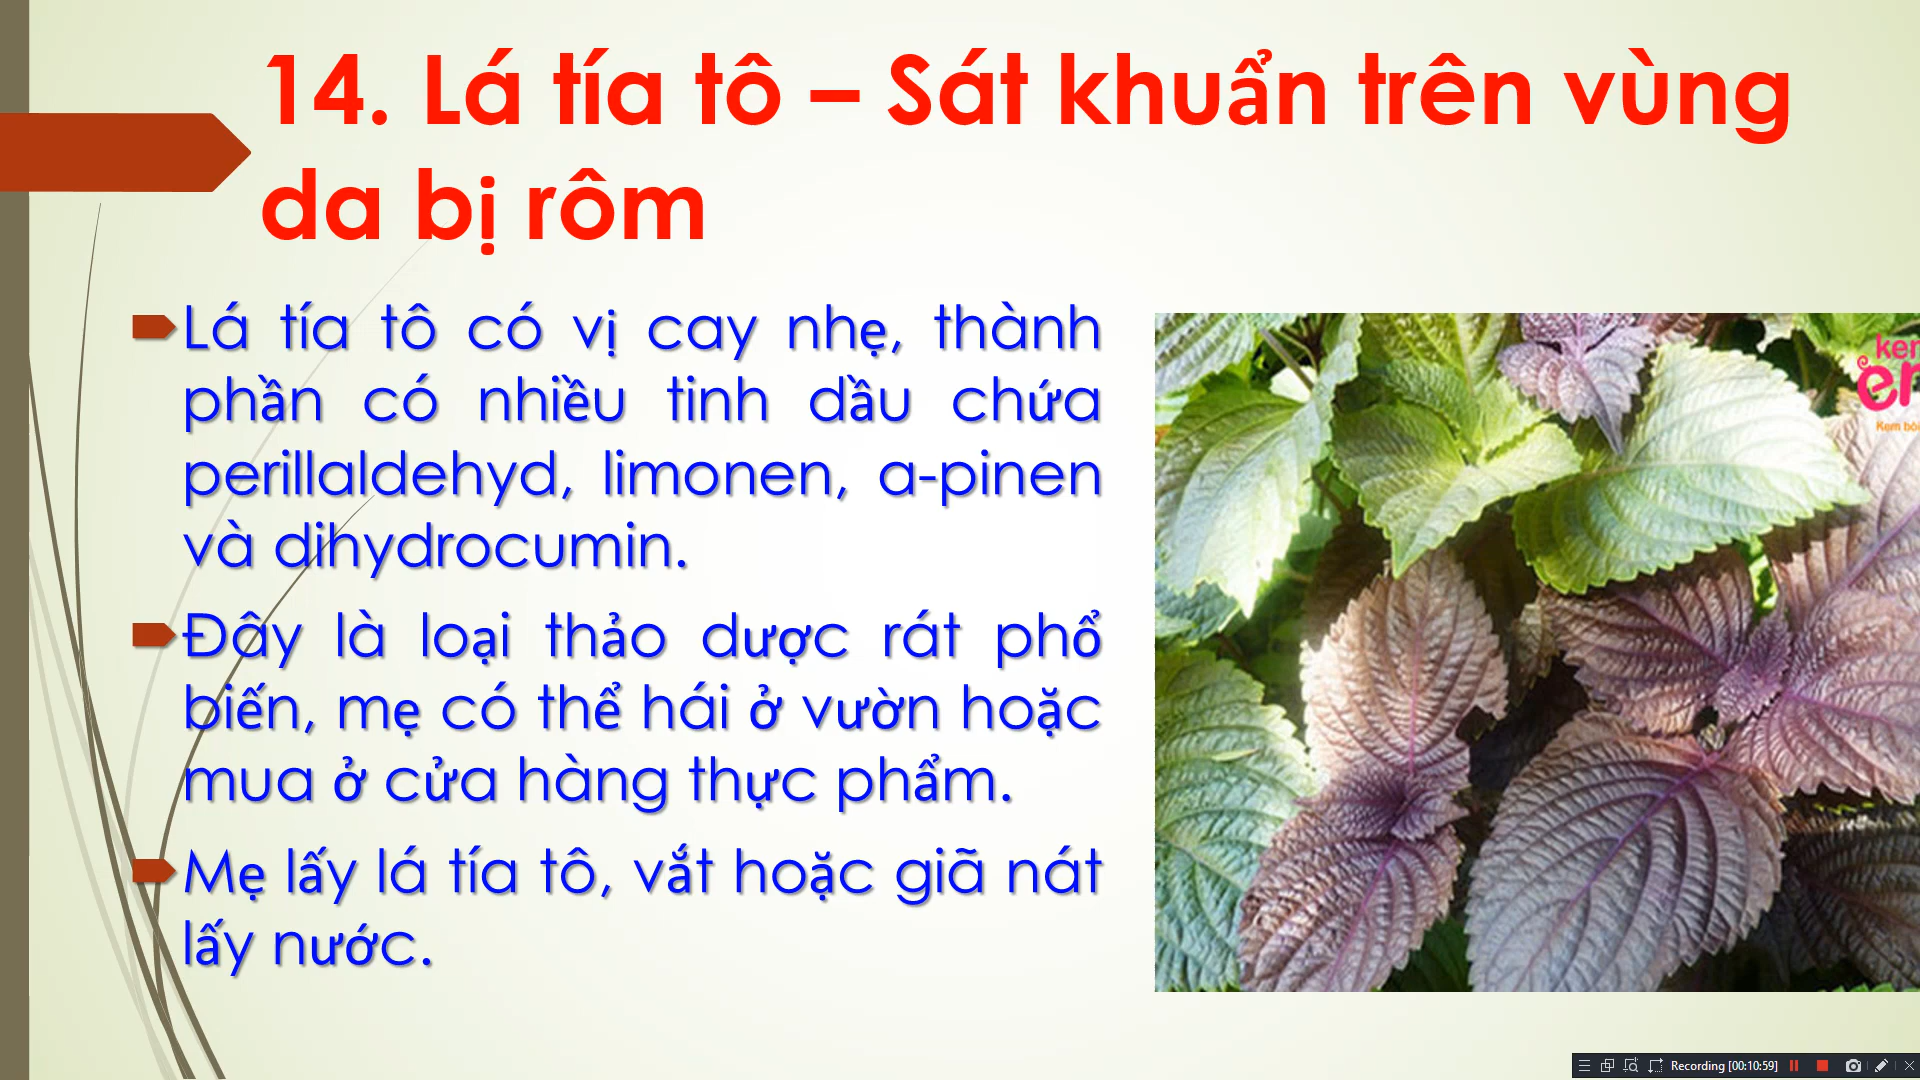 14. Lá tía tô – Sát khuẩn trên vùng
da bị rôm
Lá tía tô có vị cay nhẹ, thành
phần có nhiều tinh dầu chứa
perillaldehyd, limonen, a-pinen
và dihydrocumin.
Đây là loại thảo dược rát phổ
biến, mẹ có thể hái ở vườn hoặc
mua ở cửa hàng thực phẩm.
Mẹ lấy lá tía tô, vắt hoặc giã nát
lấy nước.
Recording [00:10:59]